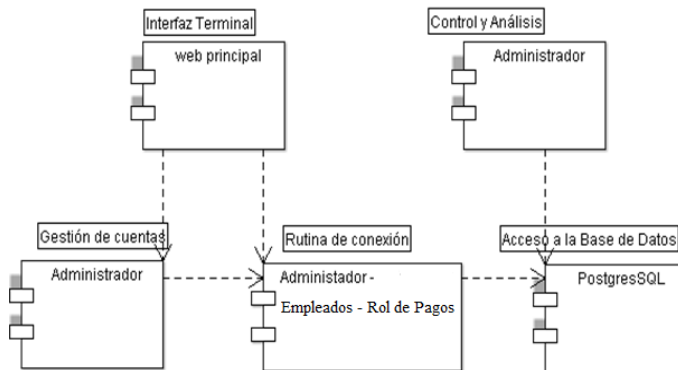 Interfaz Terminal
Control y Análisis
web principal
Administrador
Gestión de cuentas
Rutina de conexión
Acceso a la Base de Datos
Administrador
Administador -
Empleados - Rol de Pagos
PostgresSQL